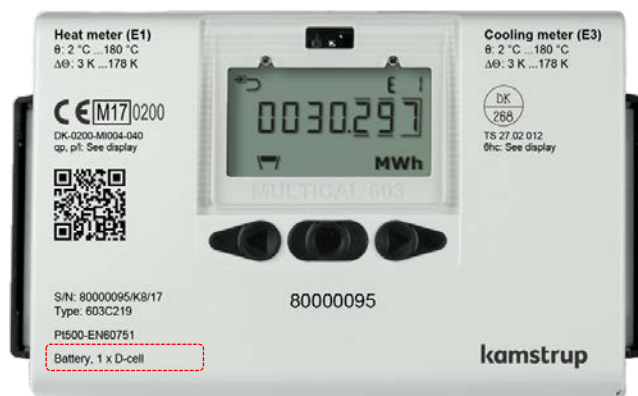 Heat meter (E1)
θ: 2 °C ...180 °C
ΔΘ: 3 K ...178 K
CE M17 0200
DK-0200-MI004-040
qp, p/l: See display
Cooling meter (E3)
θ: 2 °C ...180 °C
ΔΘ: 3 K ...178 K
DK
268
TS 27.02 012
θhc: See display
E 1
0030.297
MWh
MULTICAL 603
S/N: 80000095/K8/17
Type: 603C219
Pt500-EN60751
Battery, 1 x D-cell
80000095
kamstrup